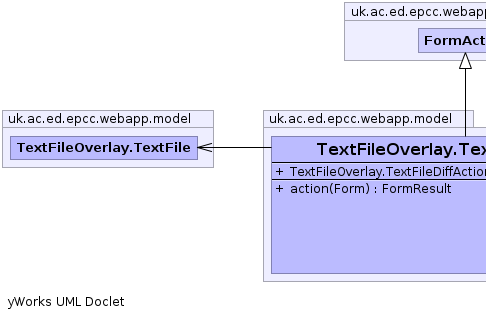 uk.ac.ed.epcc.webapp
FormAct
uk.ac.ed.epcc.webapp.model
TextFileOverlay.TextFile
uk.ac.ed.epcc.webapp.model
TextFileOverlay.Tex
+ TextFileOverlay.TextFileDiffAction
+ action(Form) : FormResult
yWorks UML Doclet